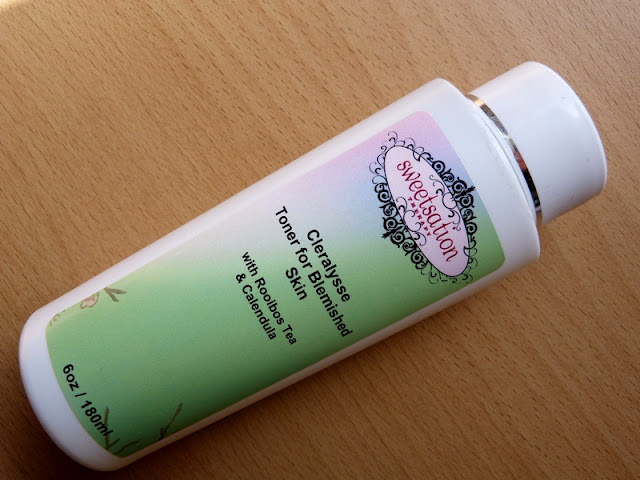 sweetsation
THERAPY
Cleralysse
Toner for Blemished
Skin
with Rooibos Tea
& Calendula
6oz / 180ml